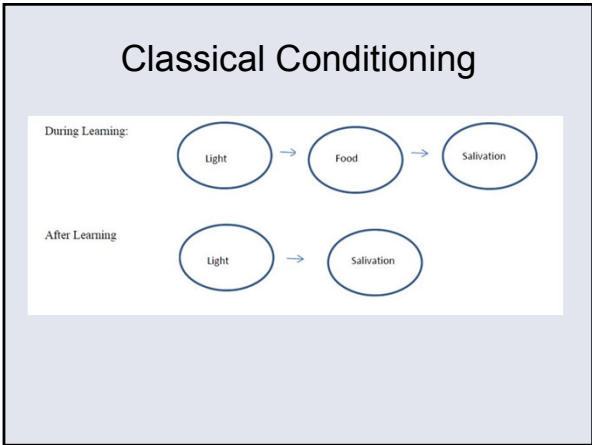 Classical Conditioning
During Learning:
Light → Food → Salivation
After Learning
Light → Salivation